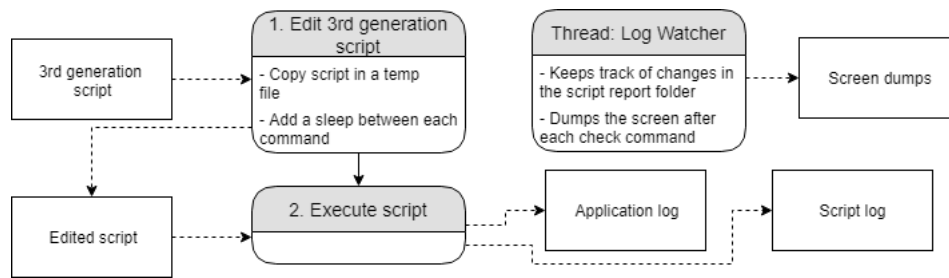 3rd generation
script
1. Edit 3rd generation
script
- Copy script in a temp
file
- Add a sleep between each
command
Thread: Log Watcher
- Keeps track of changes in
the script report folder
- Dumps the screen after
each check command
Screen dumps
Edited script
2. Execute script
Application log
Script log